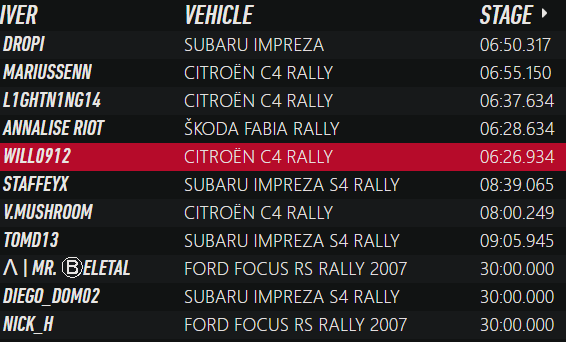 IVER VEHICLE STAGE
DROPI SUBARU IMPREZA 06:50.317
MARIUSSENN CITROËN C4 RALLY 06:55.150
L1GHTN1NG14 CITROËN C4 RALLY 06:37.634
ANNALISE RIOT ŠKODA FABIA RALLY 06:28.634
WILL0912 CITROËN C4 RALLY 06:26.934
STAFFEYX SUBARU IMPREZA S4 RALLY 08:39.065
V.MUSHROOM CITROËN C4 RALLY 08:00.249
TOMD13 SUBARU IMPREZA S4 RALLY 09:05.945
Λ | MR. ⒷELETAL FORD FOCUS RS RALLY 2007 30:00.000
DIEGO_DOM02 SUBARU IMPREZA S4 RALLY 30:00.000
NICK_H FORD FOCUS RS RALLY 2007 30:00.000